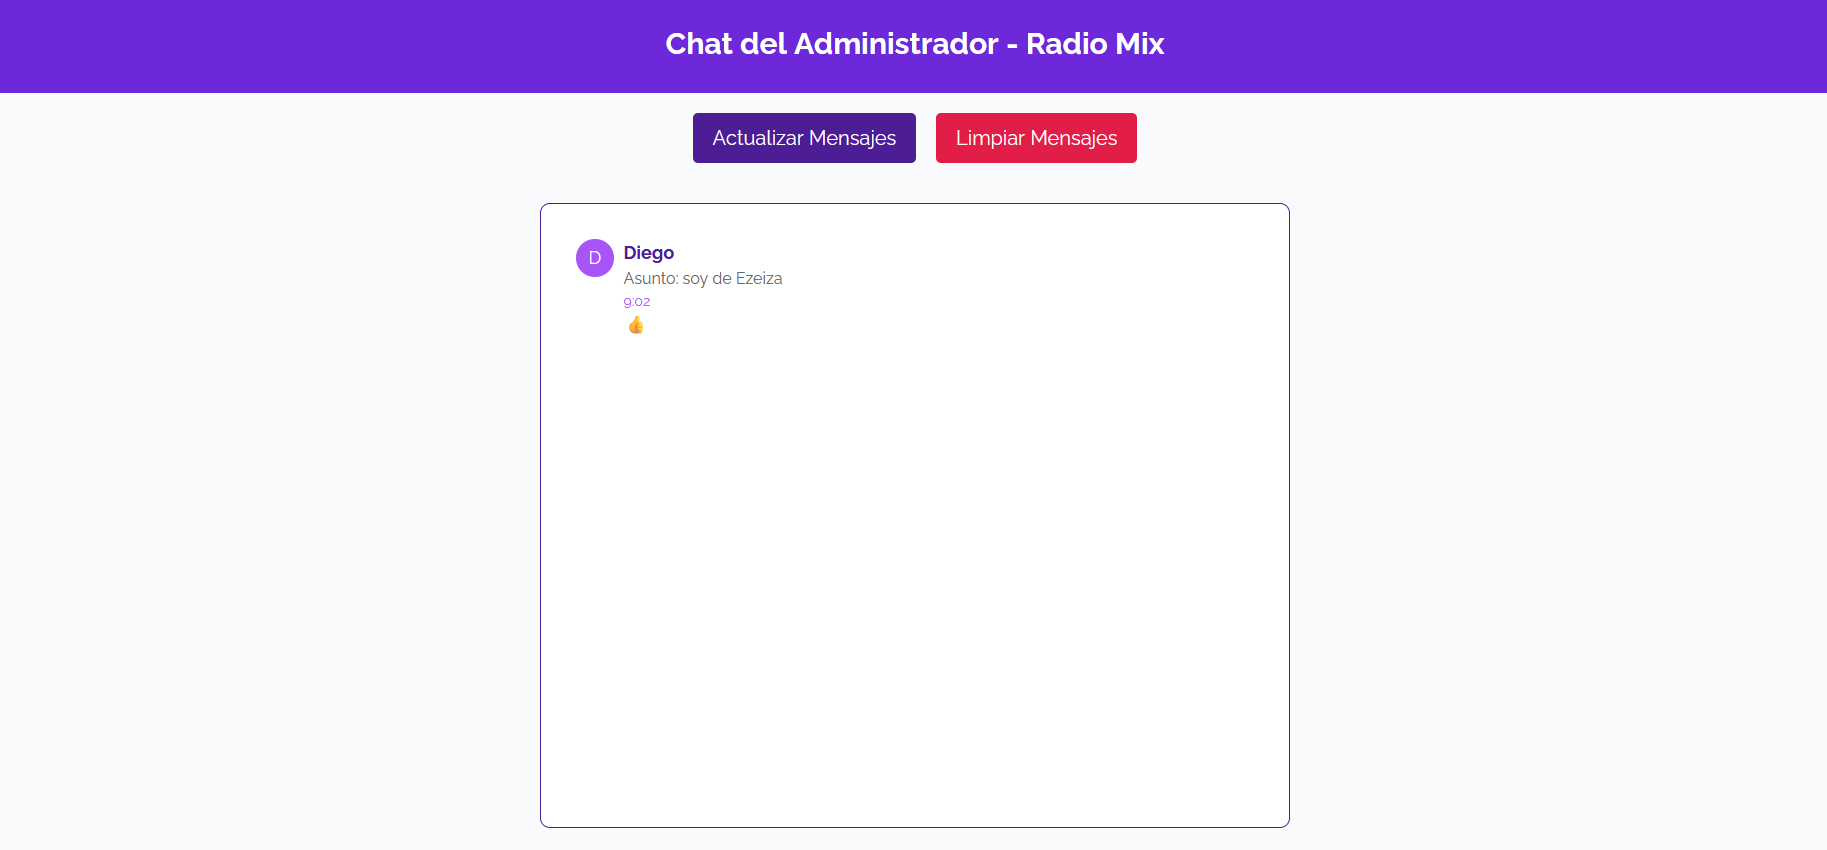 Chat del Administrador - Radio Mix
Actualizar Mensajes
Limpiar Mensajes
D
Diego
Asunto: soy de Ezeiza
9:02
👍